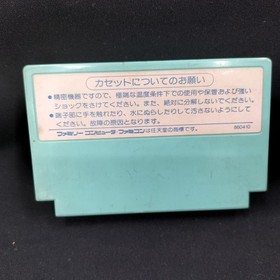 カセットについてのお願い
●精密機器ですので、極端な温度条件下での使用や保管および強い
ショックをさけてください。また、絶対に分解しないでください。
●端子部に手を触れたり、水にぬらしたり汚さないようにして
ください。故障の原因となります。
ファミリーコンピュータ・ファミコンは任天堂の商標です。